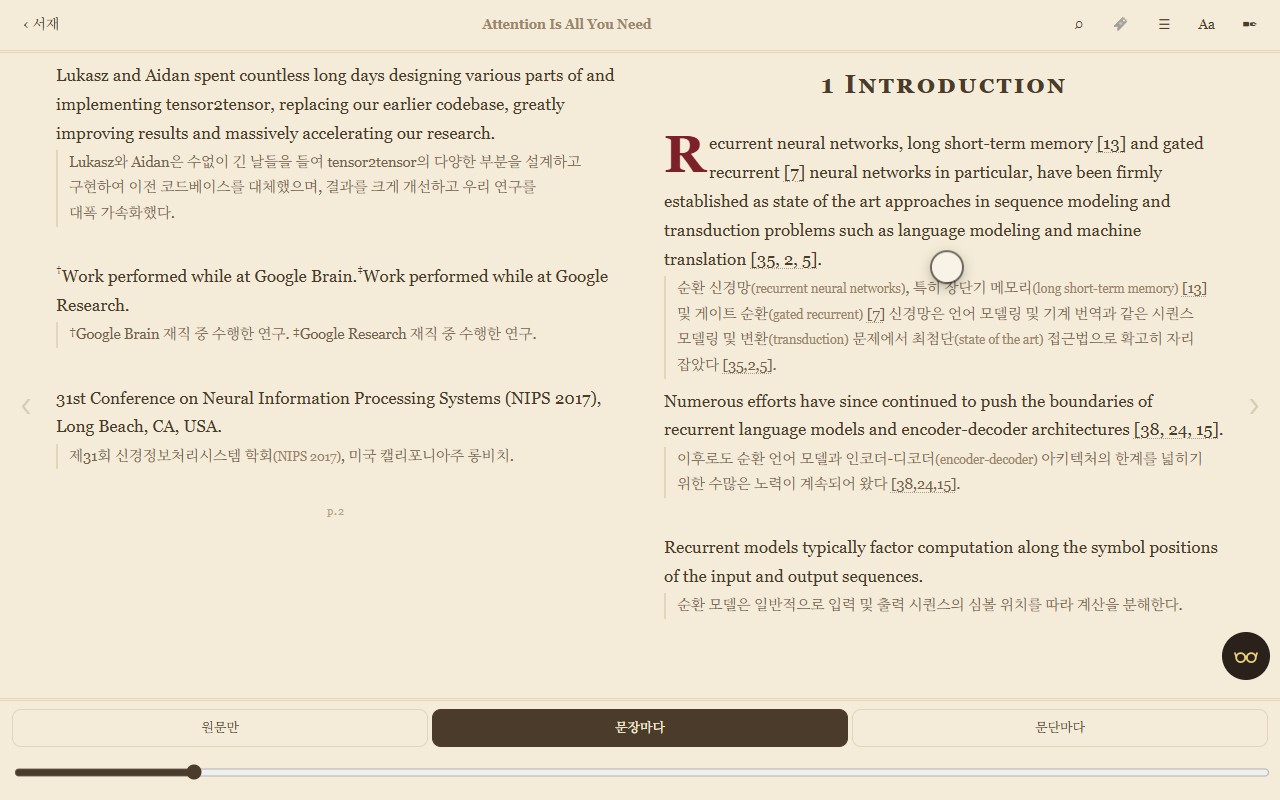 ‹ 서재
Attention Is All You Need
Aa
Lukasz and Aidan spent countless long days designing various parts of and
implementing tensor2tensor, replacing our earlier codebase, greatly
improving results and massively accelerating our research.
Lukasz와 Aidan은 수없이 긴 날들을 들여 tensor2tensor의 다양한 부분을 설계하고
구현하여 이전 코드베이스를 대체했으며, 결과를 크게 개선하고 우리 연구를
대폭 가속화했다.
†Work performed while at Google Brain.‡Work performed while at Google
Research.
†Google Brain 재직 중 수행한 연구. ‡Google Research 재직 중 수행한 연구.
31st Conference on Neural Information Processing Systems (NIPS 2017),
Long Beach, CA, USA.
제31회 신경정보처리시스템 학회(NIPS 2017), 미국 캘리포니아주 롱비치.
p.2
1 Introduction
Recurrent neural networks, long short-term memory [13] and gated
recurrent [7] neural networks in particular, have been firmly
established as state of the art approaches in sequence modeling and
transduction problems such as language modeling and machine
translation [35, 2, 5].
순환 신경망(recurrent neural networks), 특히 장단기 메모리(long short-term memory) [13]
및 게이트 순환(gated recurrent) [7] 신경망은 언어 모델링 및 기계 번역과 같은 시퀀스
모델링 및 변환(transduction) 문제에서 최첨단(state of the art) 접근법으로 확고히 자리
잡았다 [35,2,5].
Numerous efforts have since continued to push the boundaries of
recurrent language models and encoder-decoder architectures [38, 24, 15].
이후로도 순환 언어 모델과 인코더-디코더(encoder-decoder) 아키텍처의 한계를 넓히기
위한 수많은 노력이 계속되어 왔다 [38,24,15].
Recurrent models typically factor computation along the symbol positions
of the input and output sequences.
순환 모델은 일반적으로 입력 및 출력 시퀀스의 심볼 위치를 따라 계산을 분해한다.
원문만
문장마다
문단마다